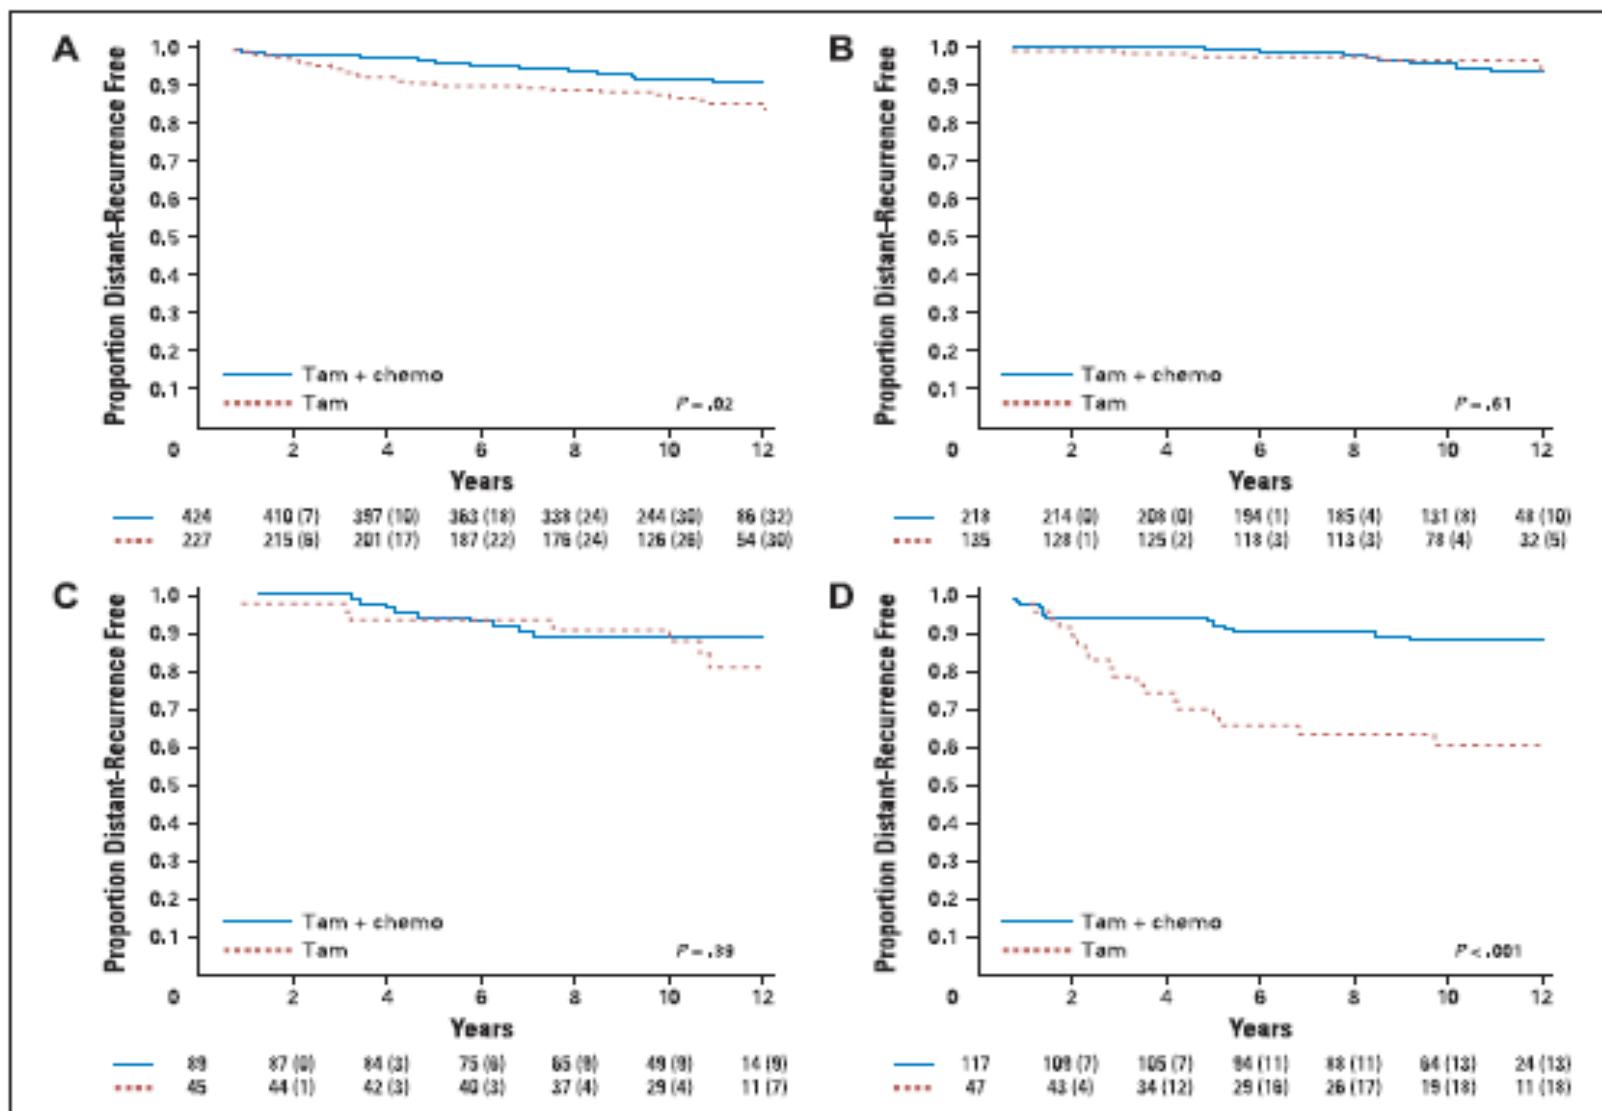 A
Proportion Distant-Recurrence Free
1.0
0.9
0.8
0.7
0.6
0.5
0.4
0.3
0.2
0.1
0
Tam + chemo
Tam
P = .02
2 4 6 8 10 12
Years
424 410 (7) 397 (10) 363 (18) 338 (24) 244 (30) 86 (32)
227 215 (6) 201 (17) 187 (22) 176 (24) 126 (26) 54 (30)
B
Proportion Distant-Recurrence Free
1.0
0.9
0.8
0.7
0.6
0.5
0.4
0.3
0.2
0.1
0
Tam + chemo
Tam
P = .61
2 4 6 8 10 12
Years
218 214 (0) 208 (0) 194 (1) 185 (4) 131 (8) 48 (10)
135 128 (1) 125 (2) 118 (3) 113 (3) 78 (4) 32 (5)
C
Proportion Distant-Recurrence Free
1.0
0.9
0.8
0.7
0.6
0.5
0.4
0.3
0.2
0.1
0
Tam + chemo
Tam
P = .39
2 4 6 8 10 12
Years
89 87 (0) 84 (3) 75 (6) 65 (9) 49 (9) 14 (9)
45 44 (1) 42 (3) 40 (3) 37 (4) 29 (4) 11 (7)
D
Proportion Distant-Recurrence Free
1.0
0.9
0.8
0.7
0.6
0.5
0.4
0.3
0.2
0.1
0
Tam + chemo
Tam
P < .001
2 4 6 8 10 12
Years
117 109 (7) 105 (7) 94 (11) 88 (11) 64 (13) 24 (13)
47 43 (4) 34 (12) 29 (16) 26 (17) 19 (18) 11 (18)